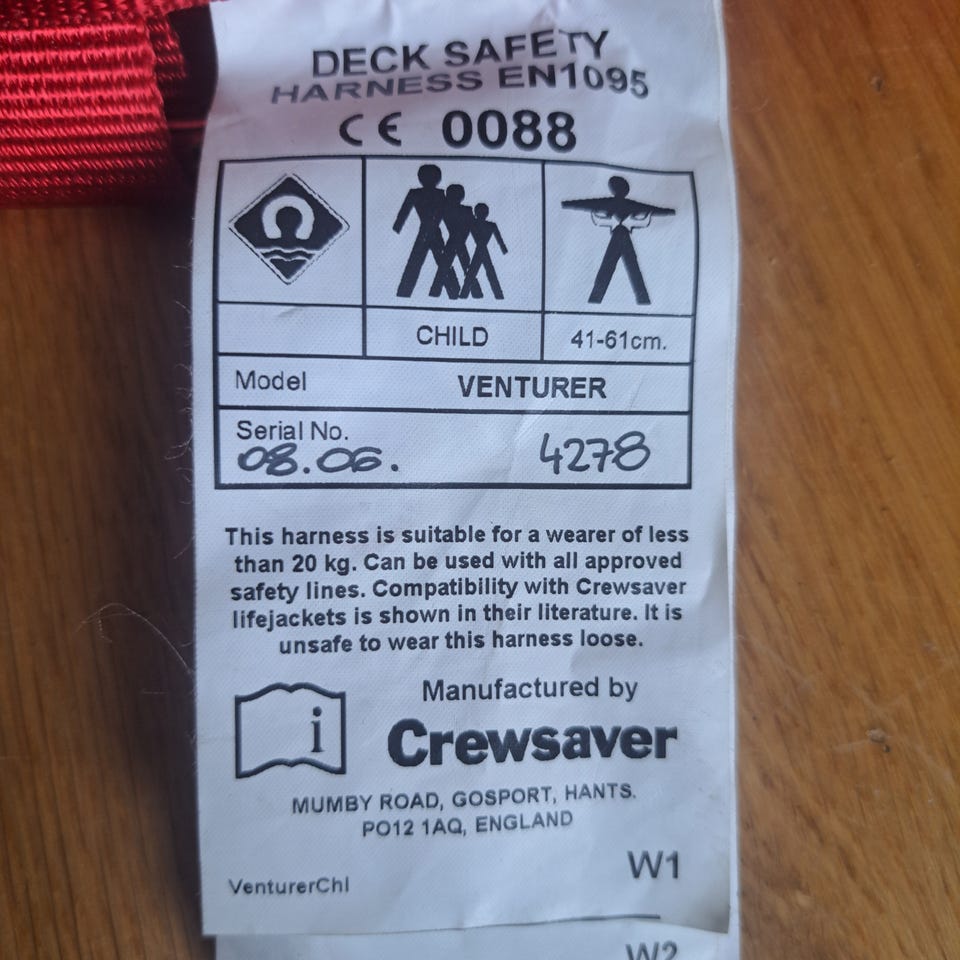 DECK SAFETY
HARNESS EN1095
CE 0088
CHILD
41-61cm.
Model VENTURER
Serial No.
08.06. 4278
This harness is suitable for a wearer of less
than 20 kg. Can be used with all approved
safety lines. Compatibility with Crewsaver
lifejackets is shown in their literature. It is
unsafe to wear this harness loose.
i
Manufactured by
Crewsaver
MUMBY ROAD, GOSPORT, HANTS.
PO12 1AQ, ENGLAND
W1
VenturerChl
W2